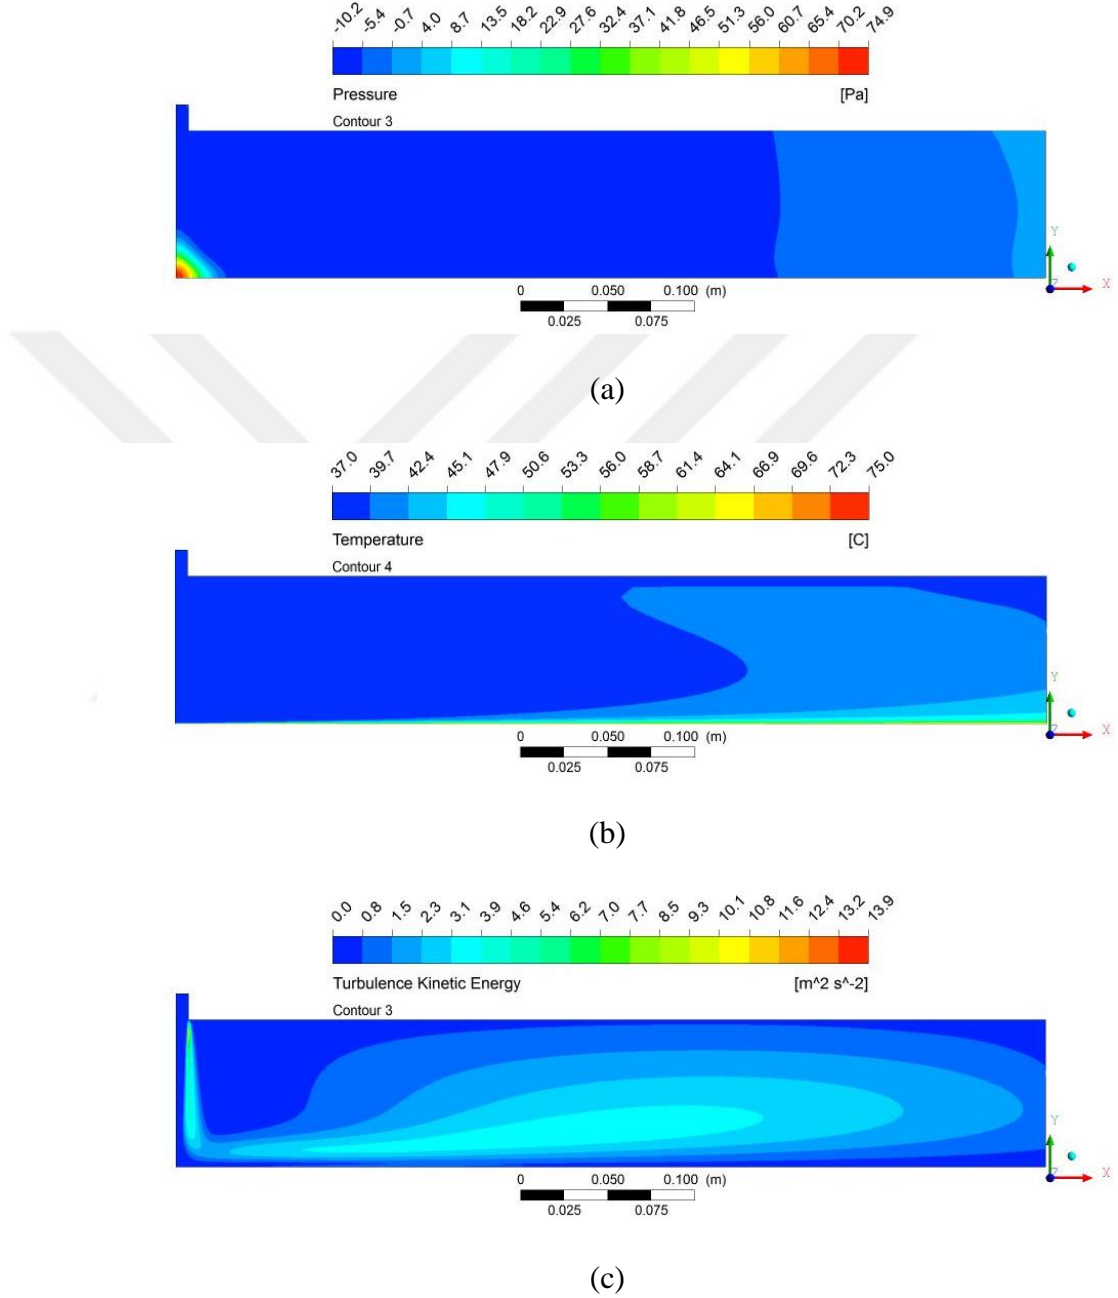 -10.2 -5.4 -0.7 4.0 8.7 13.5 18.2 22.9 27.6 32.4 37.1 41.8 46.5 51.3 56.0 60.7 65.4 70.2 74.9
Pressure [Pa]
Contour 3
Y
Z X
0 0.050 0.100 (m)
0.025 0.075
(a)
37.0 39.7 42.4 45.1 47.9 50.6 53.3 56.0 58.7 61.4 64.1 66.9 69.6 72.3 75.0
Temperature [C]
Contour 4
Y
Z X
0 0.050 0.100 (m)
0.025 0.075
(b)
0.0 0.8 1.5 2.3 3.1 3.9 4.6 5.4 6.2 7.0 7.7 8.5 9.3 10.1 10.8 11.6 12.4 13.2 13.9
Turbulence Kinetic Energy [m^2 s^-2]
Contour 3
Y
Z X
0 0.050 0.100 (m)
0.025 0.075
(c)